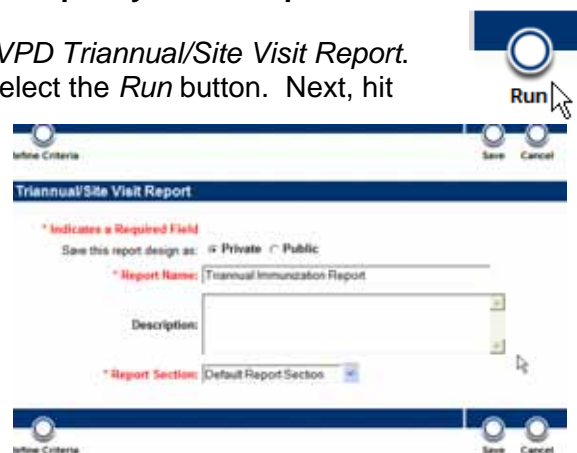 VPD Triannual/Site Visit Report.
elect the Run button. Next, hit
Run
efine Criteria
Save Cancel
Triannual/Site Visit Report
* Indicates a Required Field
Save this report design as: Private Public
* Report Name: Triannual Immunization Report
Description:
* Report Section: Default Report Section
efine Criteria
Save Cancel